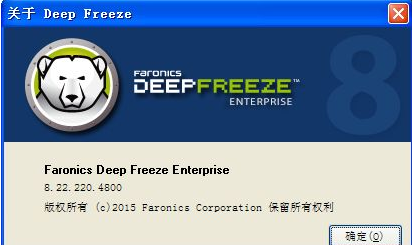 关于 Deep Freeze
8
FARONICS
DEEPFREEZE™
ENTERPRISE
Faronics Deep Freeze Enterprise
8.22.220.4800
版权所有 (c)2015 Faronics Corporation 保留所有权利
确定(O)